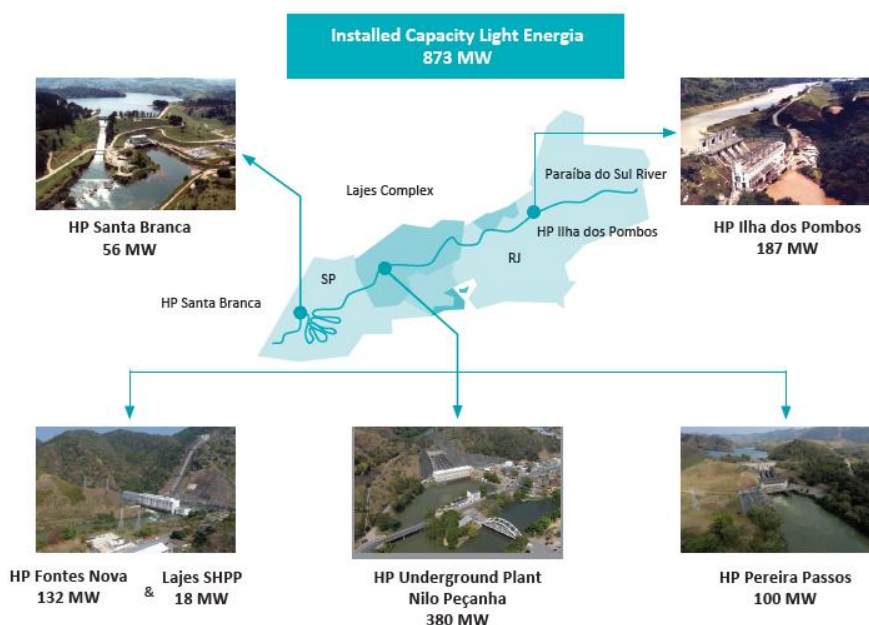 Installed Capacity Light Energia
873 MW
Lajes Complex
Paraíba do Sul River
HP Santa Branca
56 MW
HP Ilha dos Pombos
RJ
HP Ilha dos Pombos
187 MW
SP
HP Santa Branca
HP Fontes Nova
132 MW
&
Lajes SHPP
18 MW
HP Underground Plant
Nilo Peçanha
380 MW
HP Pereira Passos
100 MW